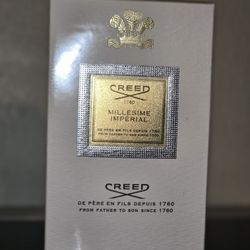 CREED
1760
MILLESIME
IMPERIAL
DE PÈRE EN FILS DEPUIS 1760
FROM FATHER TO SON SINCE 1760
CREED
DE PÈRE EN FILS DEPUIS 1760
FROM FATHER TO SON SINCE 1760